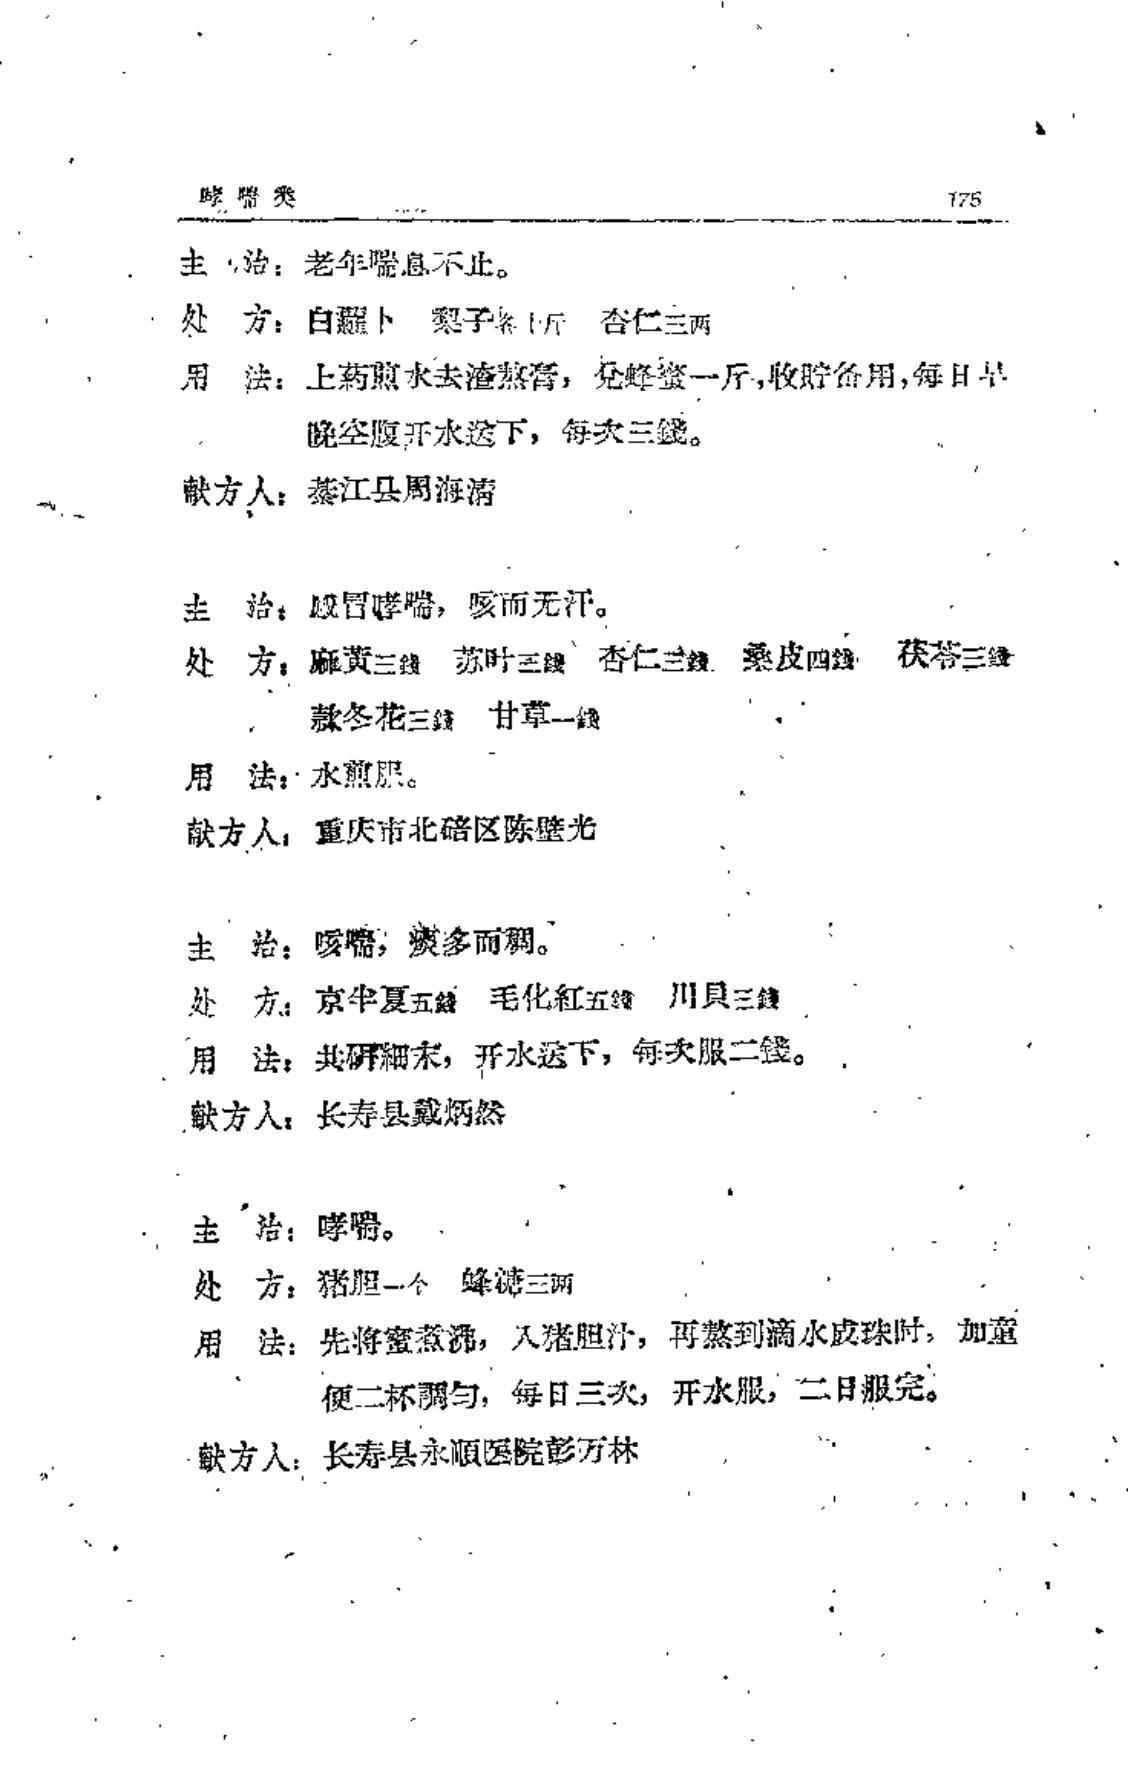 哮喘类 175
主　治：老年喘息不止。
处　方：白蘿卜　梨子各十斤　杏仁三两
用　法：上药煎水去渣熬膏，兑蜂蜜一斤，收貯备用，每日早
晚空腹开水送下，每次三錢。
献方人：綦江县周海清
主　治：感冒哮喘，咳而无汗。
处　方：麻黃三錢　苏叶三錢　杏仁三錢　桑皮四錢　茯苓三錢
款冬花三錢　甘草一錢
用　法：水煎服。
献方人：重庆市北碚区陈壁光
主　治：咳喘，痰多而稠。
处　方：京半夏五錢　毛化紅五錢　川貝三錢
用　法：共研細末，开水送下，每次服二錢。
献方人：长寿县戴炳然
主　治：哮喘。
处　方：猪胆一个　蜂糖三两
用　法：先将蜜煮沸，入猪胆汁，再熬到滴水成珠时，加童
便二杯調匀，每日三次，开水服，二日服完。
献方人：长寿县永順医院彭万林